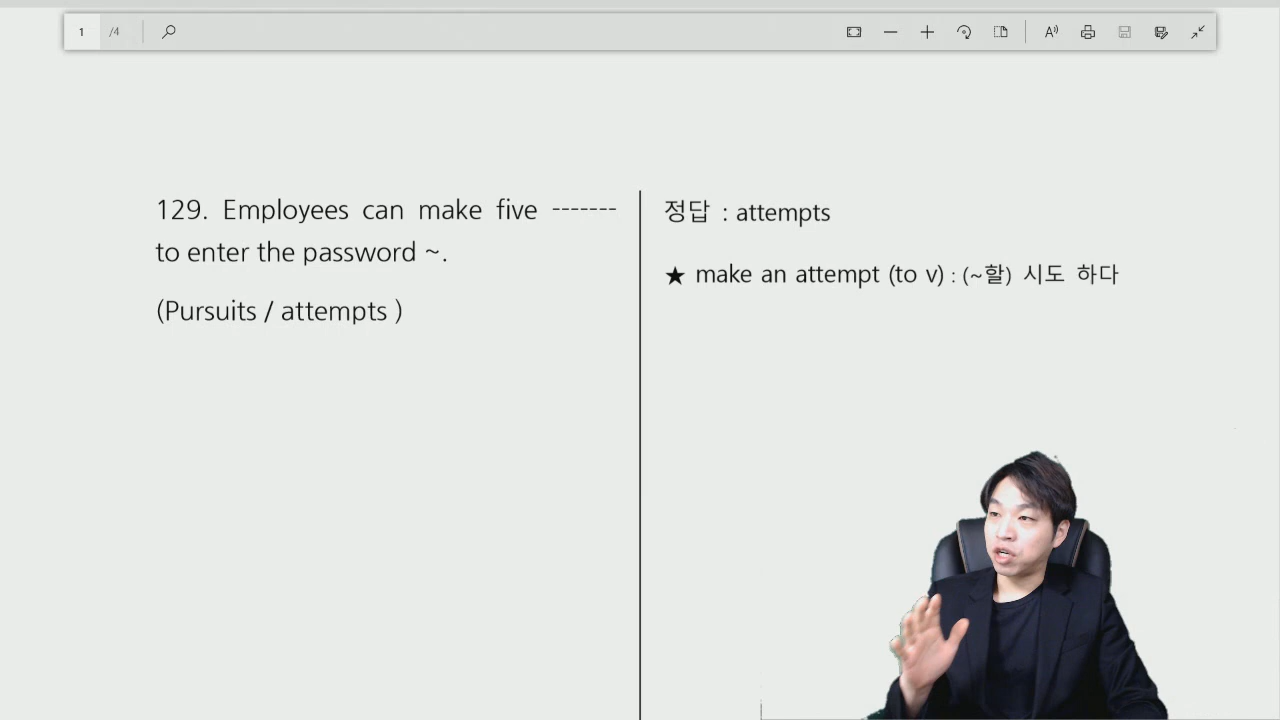 1 /4
129. Employees can make five -------
to enter the password ~.
(Pursuits / attempts )
정답 : attempts
★ make an attempt (to v) : (~할) 시도 하다